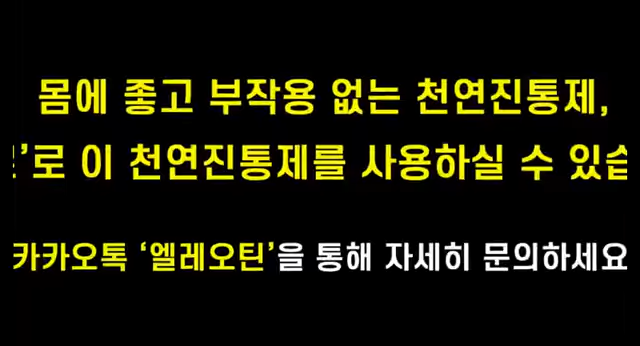 몸에 좋고 부작용 없는 천연진통제,
’로 이 천연진통제를 사용하실 수 있습
카카오톡 ‘엘레오틴’을 통해 자세히 문의하세요